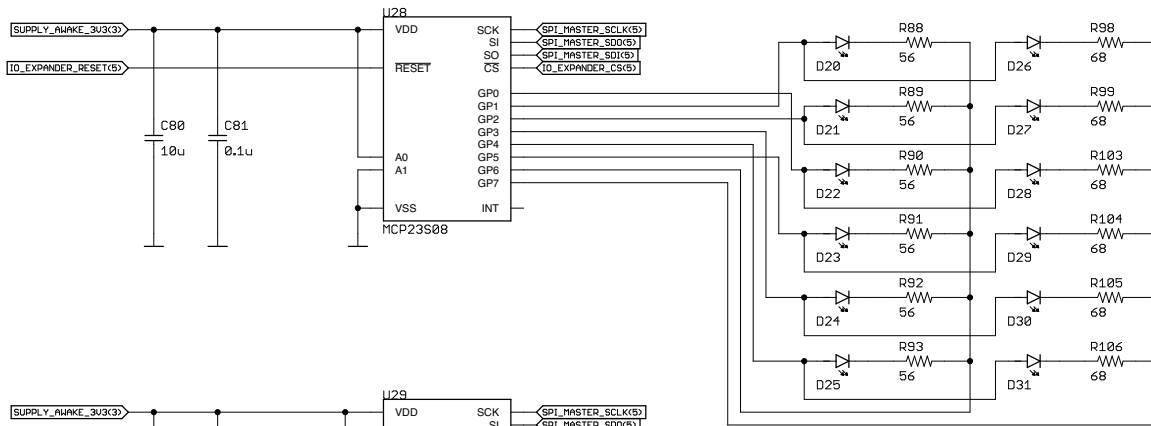 U28
SUPPLY_AWAKE_3V3(3)
VDD
SCK
SPI_MASTER_SCLK(5)
SI
SPI_MASTER_SDO(5)
SO
SPI_MASTER_SDI(5)
IO_EXPANDER_RESET(5)
RESET
CS
IO_EXPANDER_CS(5)
GP0
GP1
GP2
GP3
GP4
GP5
GP6
GP7
C80
10u
C81
0.1u
A0
A1
VSS
INT
MCP23S08
R88
56
D20
R98
68
D26
R89
56
D21
R99
68
D27
R90
56
D22
R103
68
D28
R91
56
D23
R104
68
D29
R92
56
D24
R105
68
D30
R93
56
D25
R106
68
D31
U29
SUPPLY_AWAKE_3V3(3)
VDD
SCK
SPI_MASTER_SCLK(5)
SI
SPI_MASTER_SDO(5)